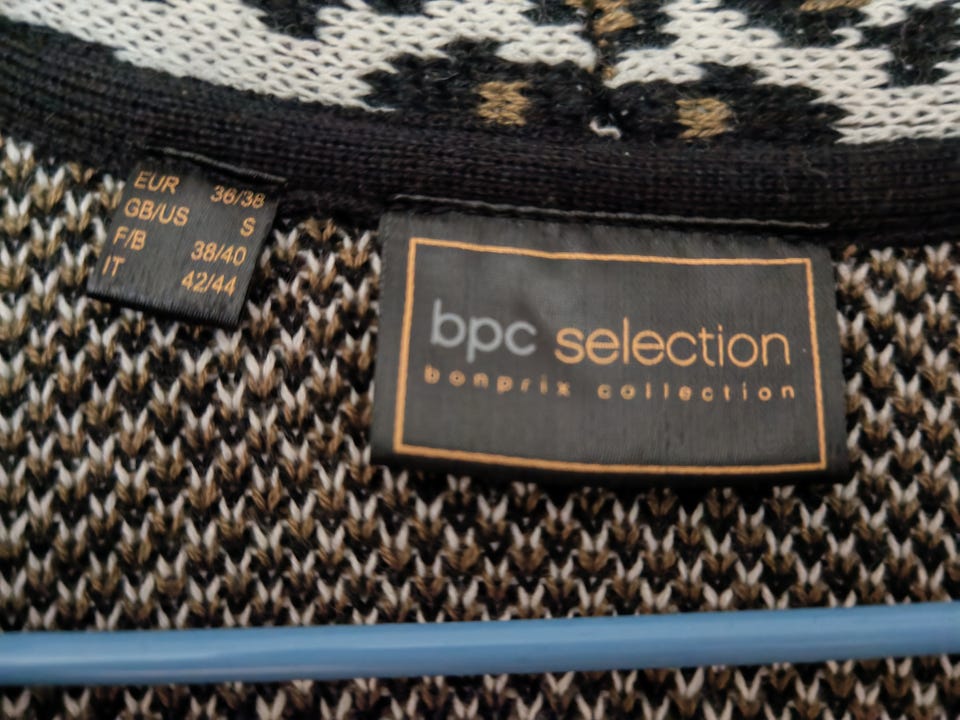 EUR 36/38
GB/US S
F/B 38/40
IT 42/44
bpc selection
bonprix collection